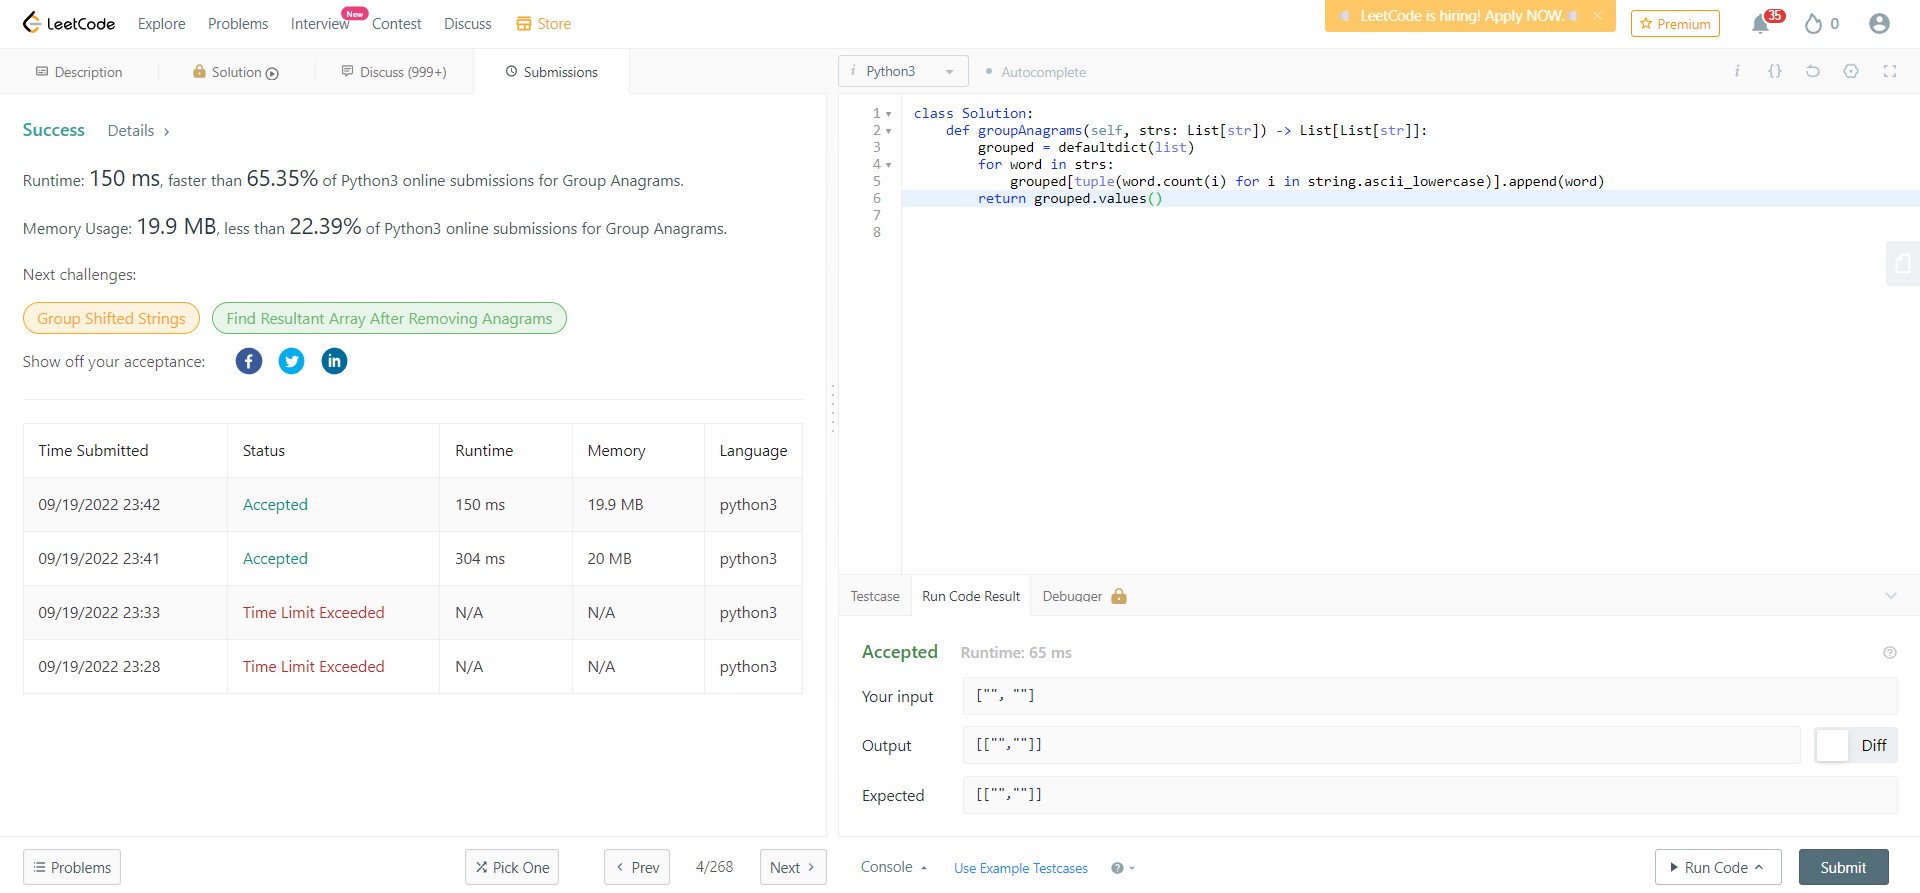 LeetCode Explore Problems Interview New Contest Discuss Store LeetCode is hiring! Apply NOW. × Premium 35 0
Description Solution Discuss (999+) Submissions
Success Details >
Runtime: 150 ms, faster than 65.35% of Python3 online submissions for Group Anagrams.
Memory Usage: 19.9 MB, less than 22.39% of Python3 online submissions for Group Anagrams.
Next challenges:
Group Shifted Strings Find Resultant Array After Removing Anagrams
Show off your acceptance: f in
Time Submitted Status Runtime Memory Language
09/19/2022 23:42 Accepted 150 ms 19.9 MB python3
09/19/2022 23:41 Accepted 304 ms 20 MB python3
09/19/2022 23:33 Time Limit Exceeded N/A N/A python3
09/19/2022 23:28 Time Limit Exceeded N/A N/A python3
Problems Pick One < Prev 4/268 Next >
i Python3 Autocomplete i {}
1 class Solution:
2 def groupAnagrams(self, strs: List[str]) -> List[List[str]]:
3 grouped = defaultdict(list)
4 for word in strs:
5 grouped[tuple(word.count(i) for i in string.ascii_lowercase)].append(word)
6 return grouped.values()
7
8
Testcase Run Code Result Debugger
Accepted Runtime: 65 ms ?
Your input ["", ""]
Output [["",""]] Diff
Expected [["",""]]
Console Use Example Testcases ? Run Code Submit